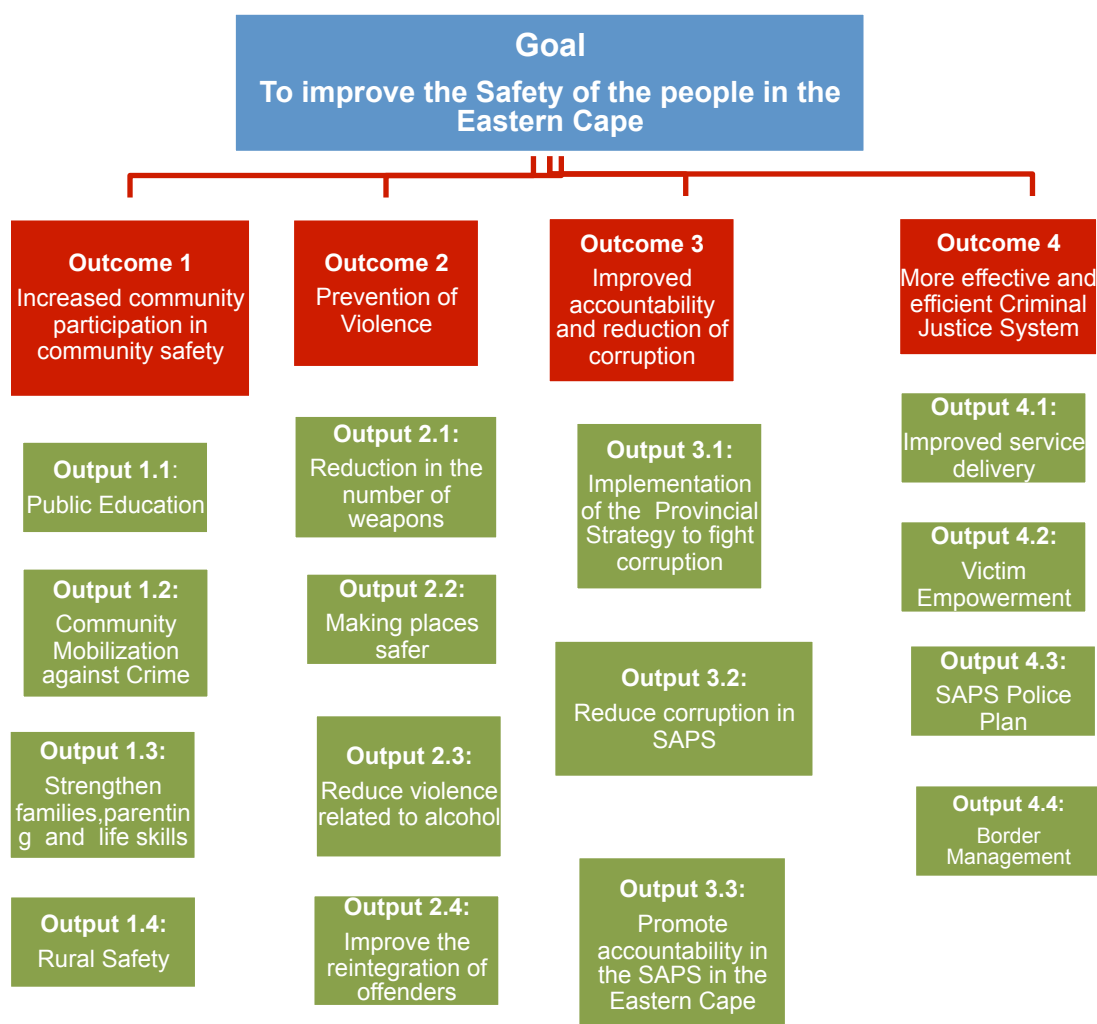 Goal
To improve the Safety of the people in the
Eastern Cape
Outcome 1
Increased community
participation in
community safety
Output 1.1:
Public Education
Output 1.2:
Community
Mobilization
against Crime
Output 1.3:
Strengthen
families,parentin
g and life skills
Output 1.4:
Rural Safety
Outcome 2
Prevention of
Violence
Output 2.1:
Reduction in the
number of
weapons
Output 2.2:
Making places
safer
Output 2.3:
Reduce violence
related to alcohol
Output 2.4:
Improve the
reintegration of
offenders
Outcome 3
Improved
accountability
and reduction of
corruption
Output 3.1:
Implementation
of the Provincial
Strategy to fight
corruption
Output 3.2:
Reduce corruption in
SAPS
Output 3.3:
Promote
accountability in
the SAPS in the
Eastern Cape
Outcome 4
More effective and
efficient Criminal
Justice System
Output 4.1:
Improved service
delivery
Output 4.2:
Victim
Empowerment
Output 4.3:
SAPS Police
Plan
Output 4.4:
Border
Management